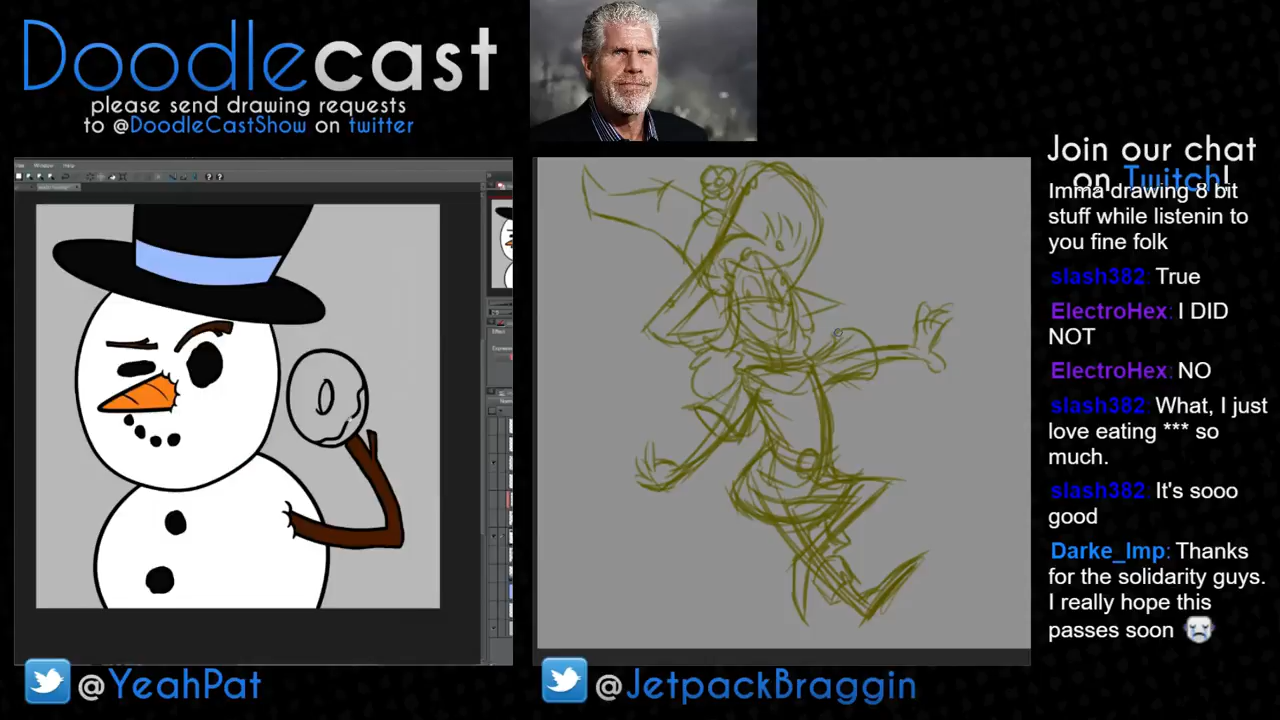 Doodlecast
please send drawing requests
to @DoodleCastShow on twitter
Window Help
Join our chat
on Twitch!
Imma drawing 8 bit
stuff while listenin to
you fine folk
slash382: True
ElectroHex: I DID
NOT
ElectroHex: NO
slash382: What, I just
love eating *** so
much.
slash382: It's sooo
good
Darke_Imp: Thanks
for the solidarity guys.
I really hope this
passes soon
@YeahPat
@JetpackBraggin